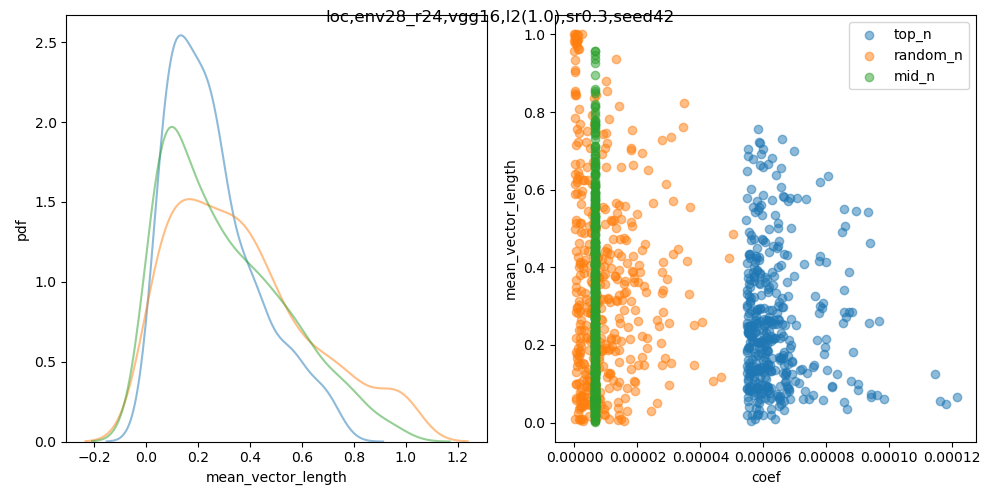 loc,env28_r24,vgg16,l2(1.0),sr0.3,seed42
pdf
2.5
2.0
1.5
1.0
0.5
0.0
−0.2 0.0 0.2 0.4 0.6 0.8 1.0 1.2
mean_vector_length
mean_vector_length
1.0
0.8
0.6
0.4
0.2
0.0
top_n
random_n
mid_n
0.00000 0.00002 0.00004 0.00006 0.00008 0.00010 0.00012
coef